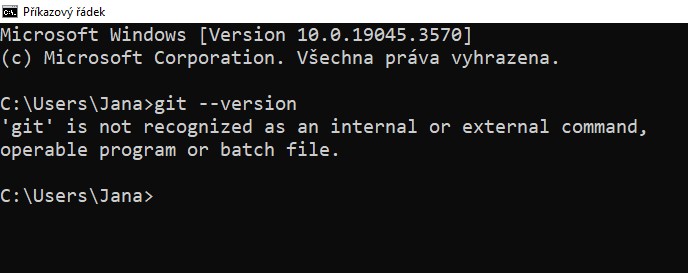 Příkazový řádek
Microsoft Windows [Version 10.0.19045.3570]
(c) Microsoft Corporation. Všechna práva vyhrazena.
C:\Users\Jana>git --version
'git' is not recognized as an internal or external command,
operable program or batch file.
C:\Users\Jana>